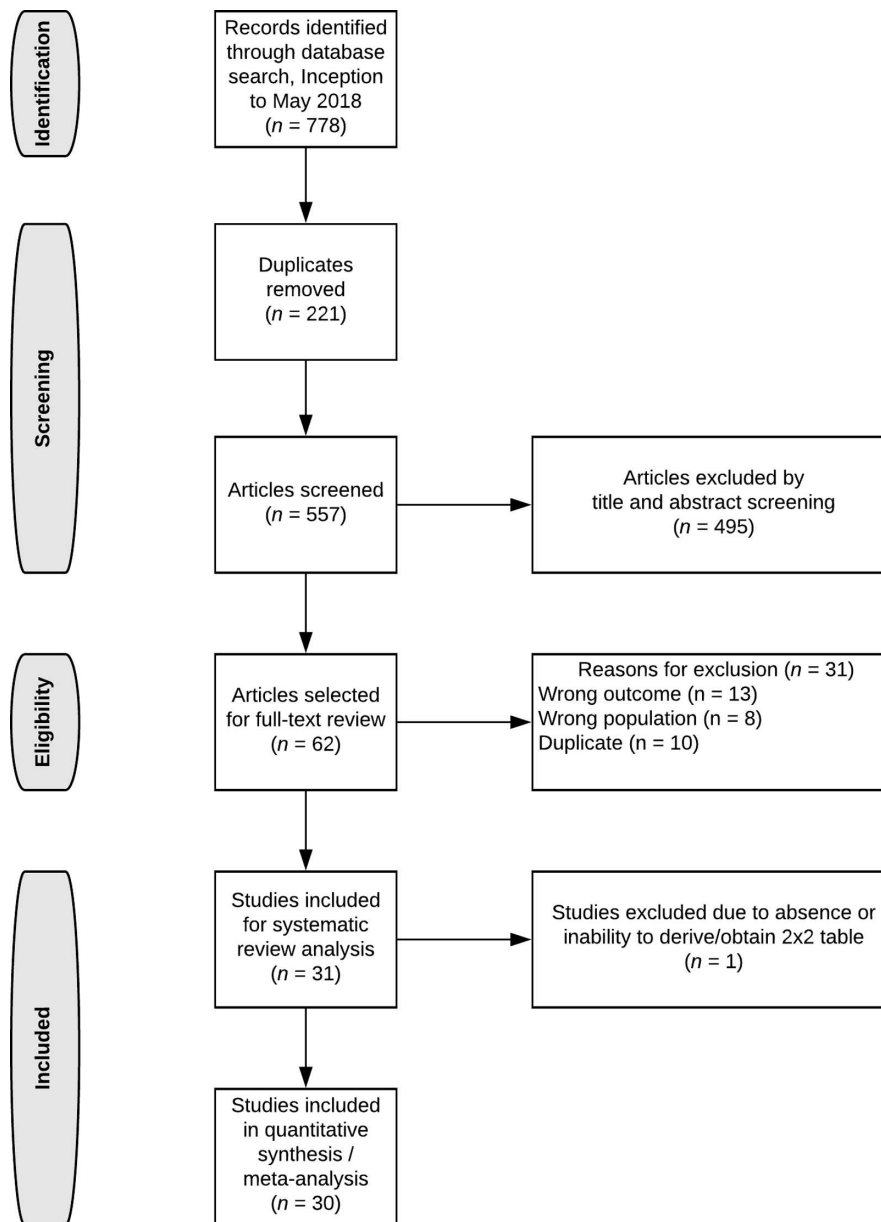 Identification
Records identified
through database
search, Inception
to May 2018
(n = 778)
Screening
Duplicates
removed
(n = 221)
Articles screened
(n = 557)
Articles excluded by
title and abstract screening
(n = 495)
Eligibility
Articles selected
for full-text review
(n = 62)
Reasons for exclusion (n = 31)
Wrong outcome (n = 13)
Wrong population (n = 8)
Duplicate (n = 10)
Included
Studies included
for systematic
review analysis
(n = 31)
Studies excluded due to absence or
inability to derive/obtain 2x2 table
(n = 1)
Studies included
in quantitative
synthesis /
meta-analysis
(n = 30)